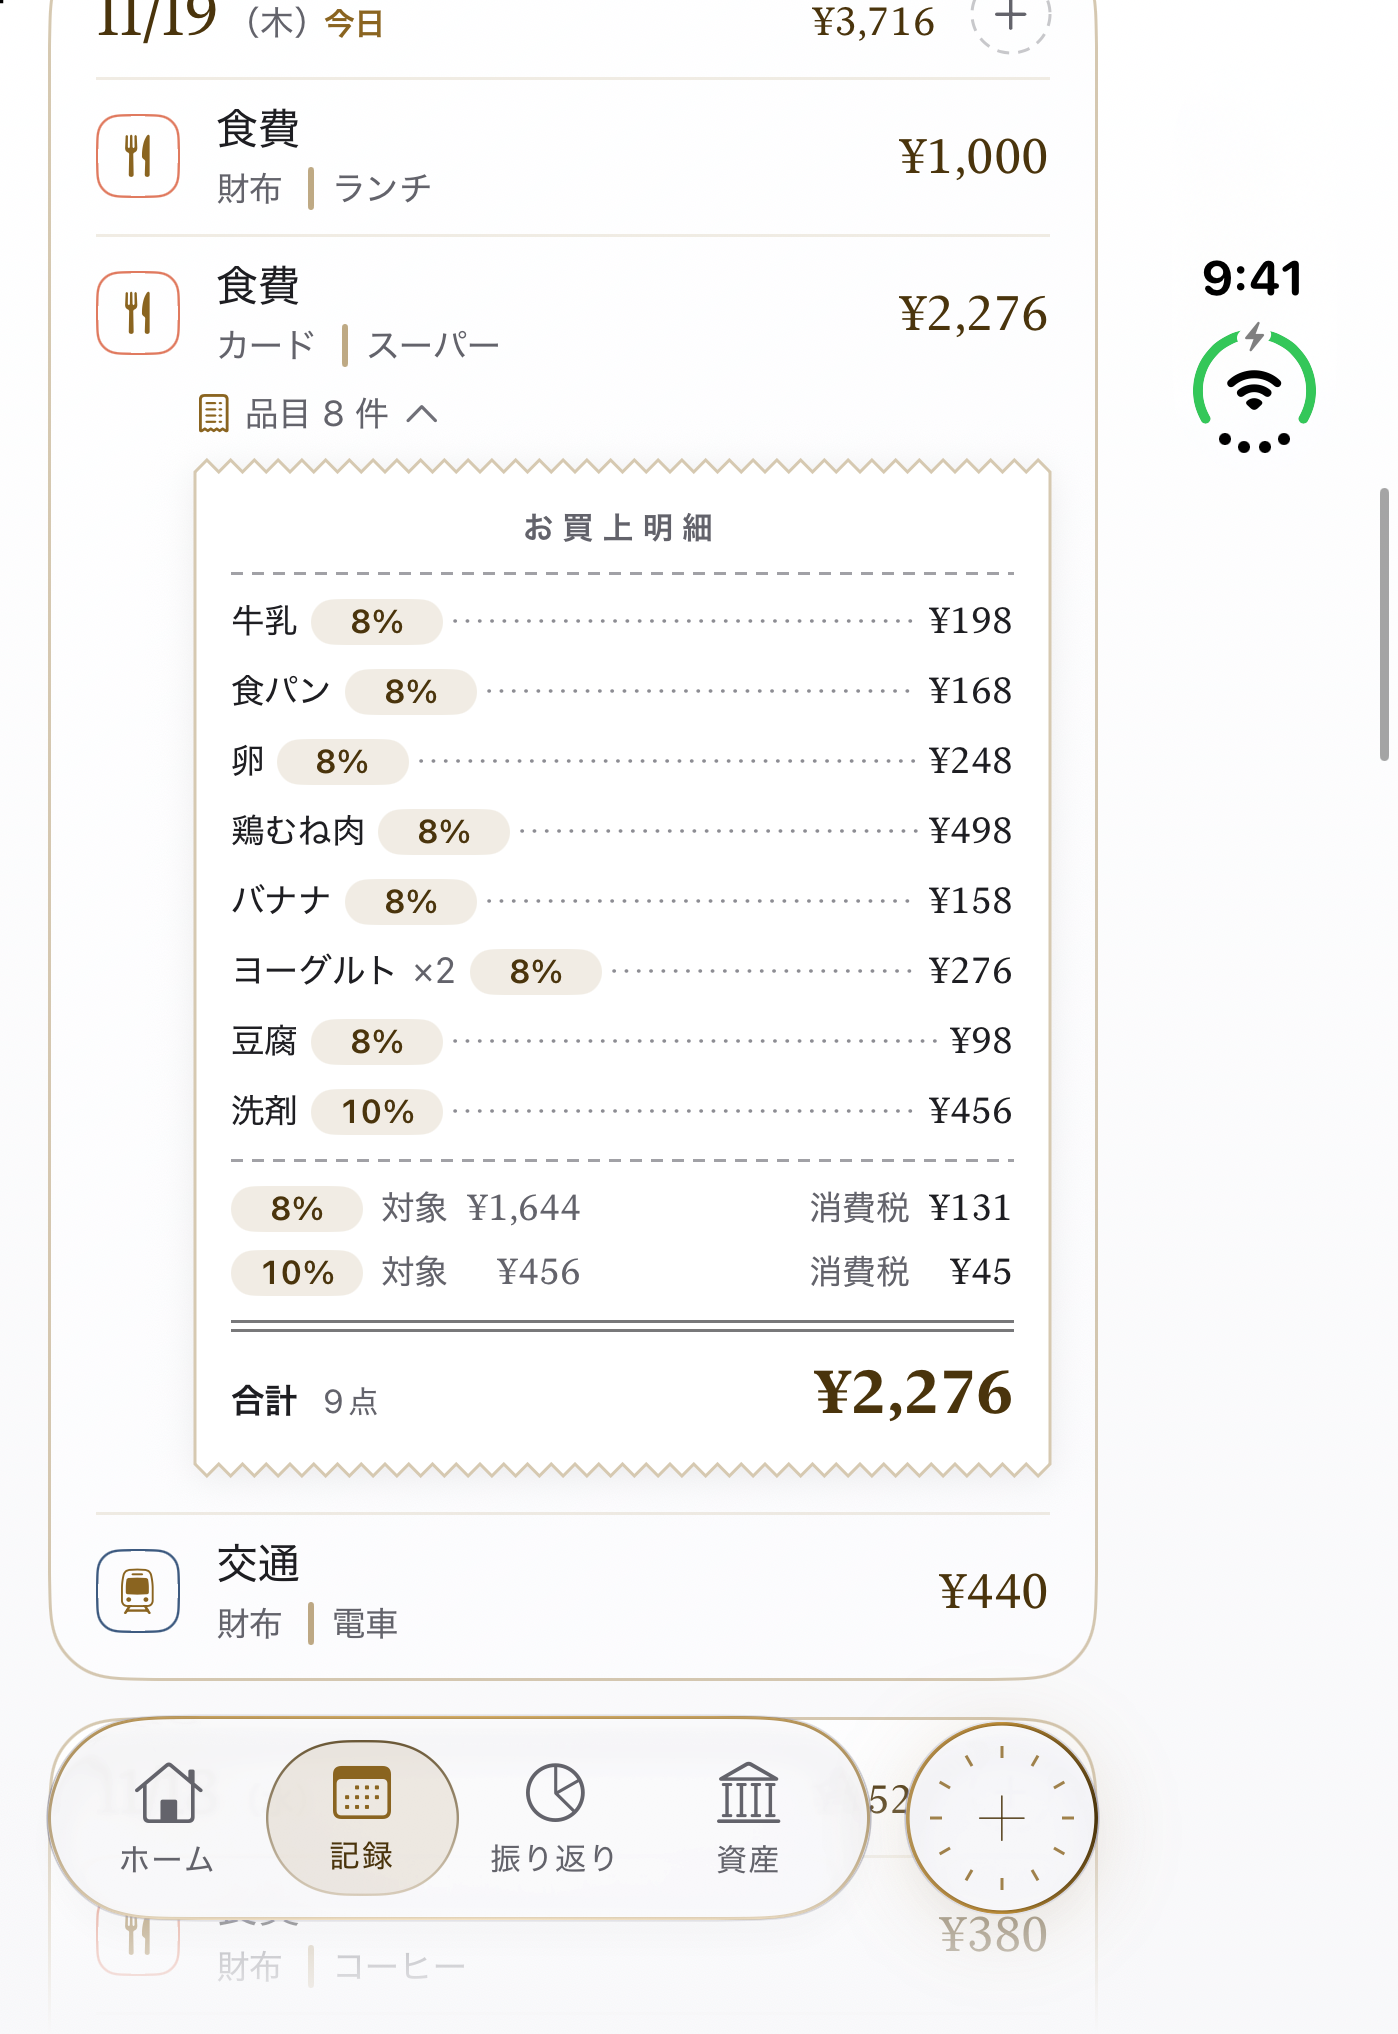 11/19 （木）今日 ¥3,716
食費
財布 ランチ ¥1,000
食費
カード スーパー ¥2,276
品目 8 件
お買上明細
牛乳 8% ¥198
食パン 8% ¥168
卵 8% ¥248
鶏むね肉 8% ¥498
バナナ 8% ¥158
ヨーグルト ×2 8% ¥276
豆腐 8% ¥98
洗剤 10% ¥456
8% 対象 ¥1,644 消費税 ¥131
10% 対象 ¥456 消費税 ¥45
合計 9点 ¥2,276
交通
財布 電車 ¥440
52
ホーム 記録 振り返り 資産
¥380
財布 コーヒー
9:41